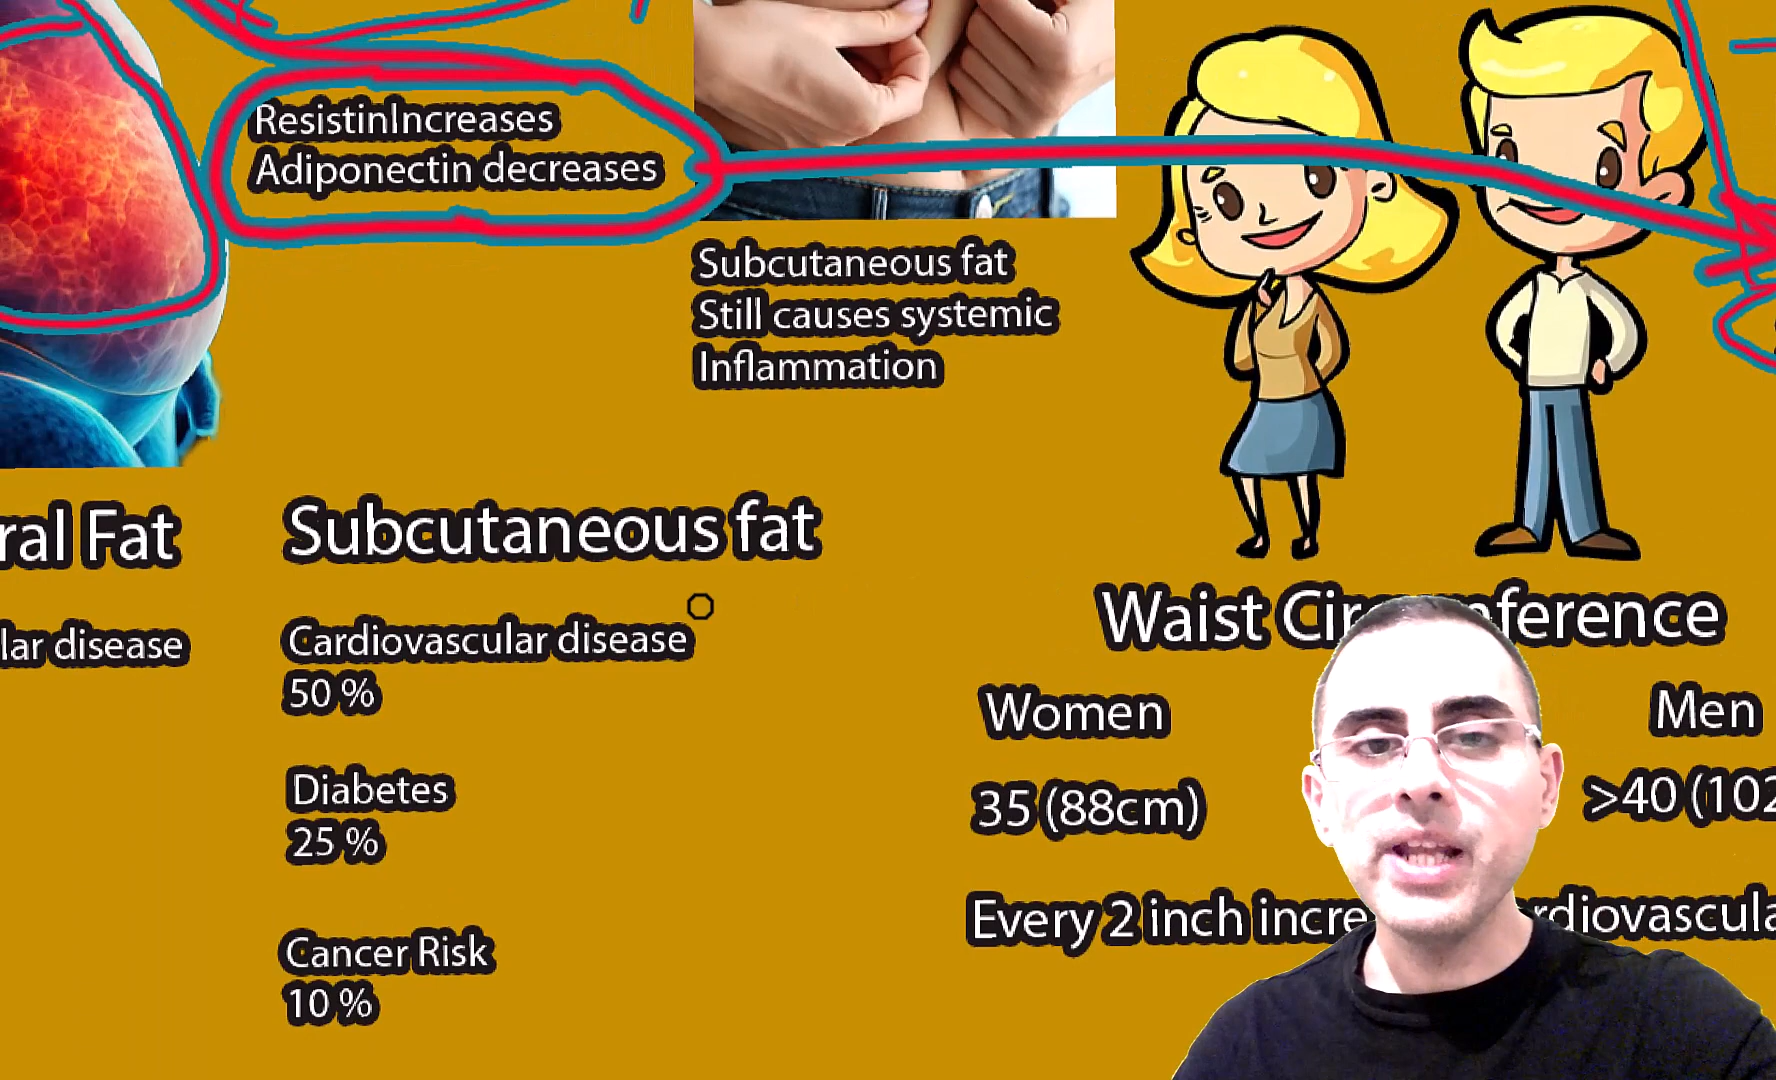 ResistinIncreases
Adiponectin decreases
Subcutaneous fat
Still causes systemic
Inflammation
ral Fat
lar disease
Subcutaneous fat
Cardiovascular disease
50 %
Diabetes
25 %
Cancer Risk
10 %
Waist Cir ference
Women
Men
35 (88cm)
>40 (102
Every 2 inch incre rdiovascula